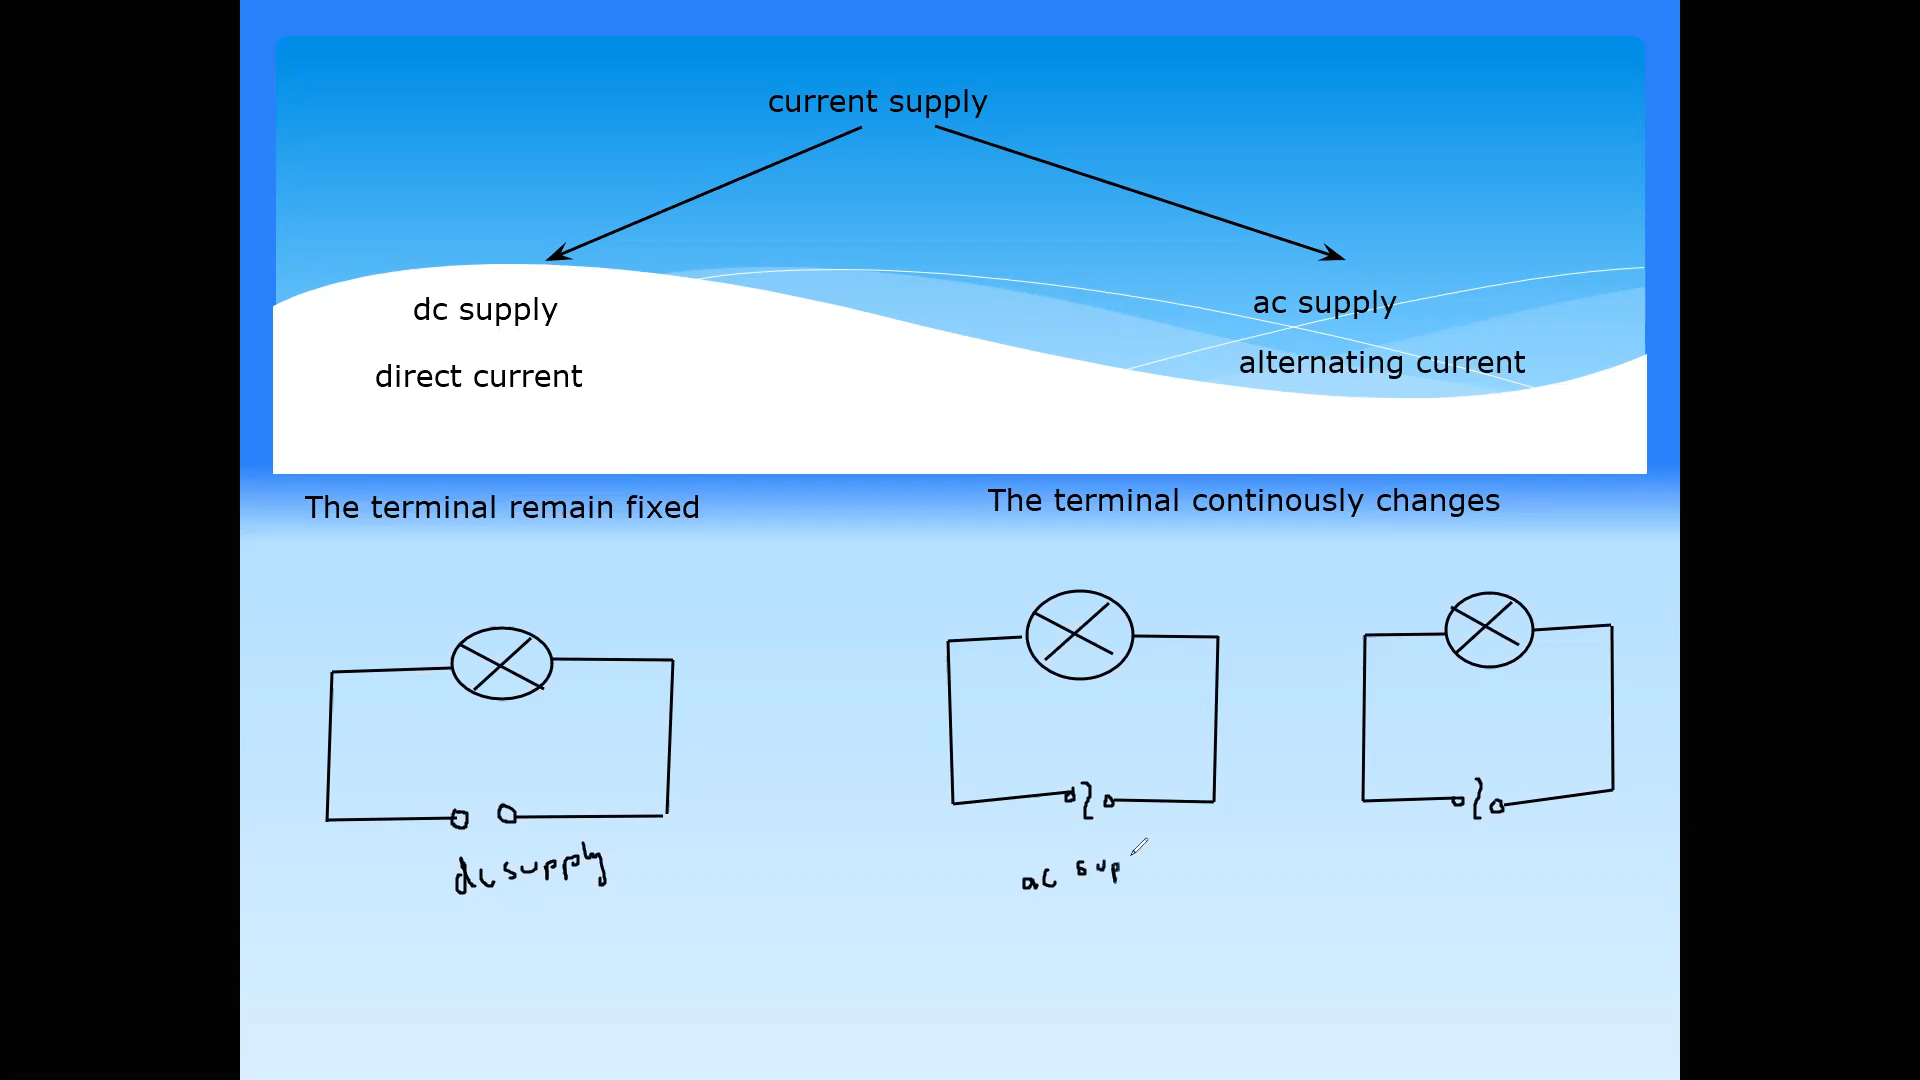 current supply
dc supply
ac supply
direct current
alternating current
The terminal remain fixed
The terminal continously changes
dc supply
ac sup